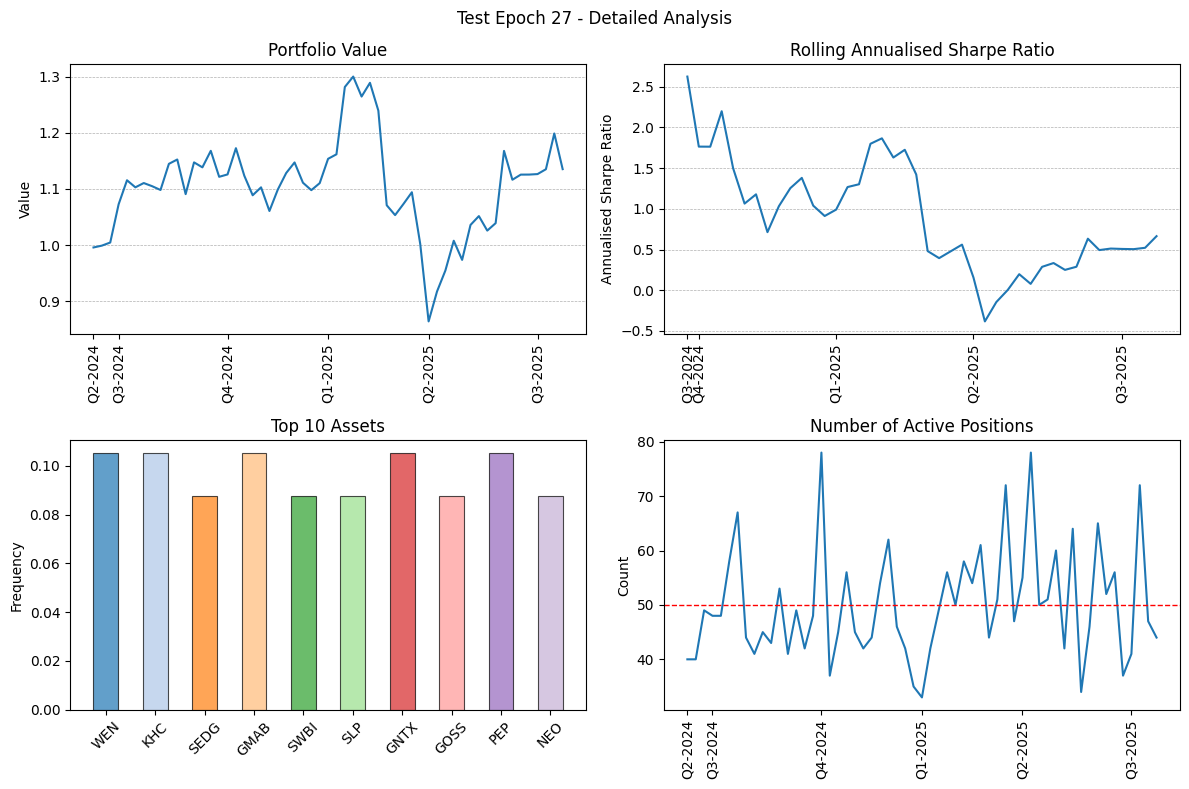 Test Epoch 27 - Detailed Analysis
Portfolio Value
Value
1.3
1.2
1.1
1.0
0.9
Q2-2024
Q3-2024
Q4-2024
Q1-2025
Q2-2025
Q3-2025
Rolling Annualised Sharpe Ratio
Annualised Sharpe Ratio
2.5
2.0
1.5
1.0
0.5
0.0
−0.5
Q3-2024
Q4-2024
Q1-2025
Q2-2025
Q3-2025
Top 10 Assets
Frequency
0.10
0.08
0.06
0.04
0.02
0.00
WEN
KHC
SEDG
GMAB
SWBI
SLP
GNTX
GOSS
PEP
NEO
Number of Active Positions
Count
80
70
60
50
40
Q2-2024
Q3-2024
Q4-2024
Q1-2025
Q2-2025
Q3-2025